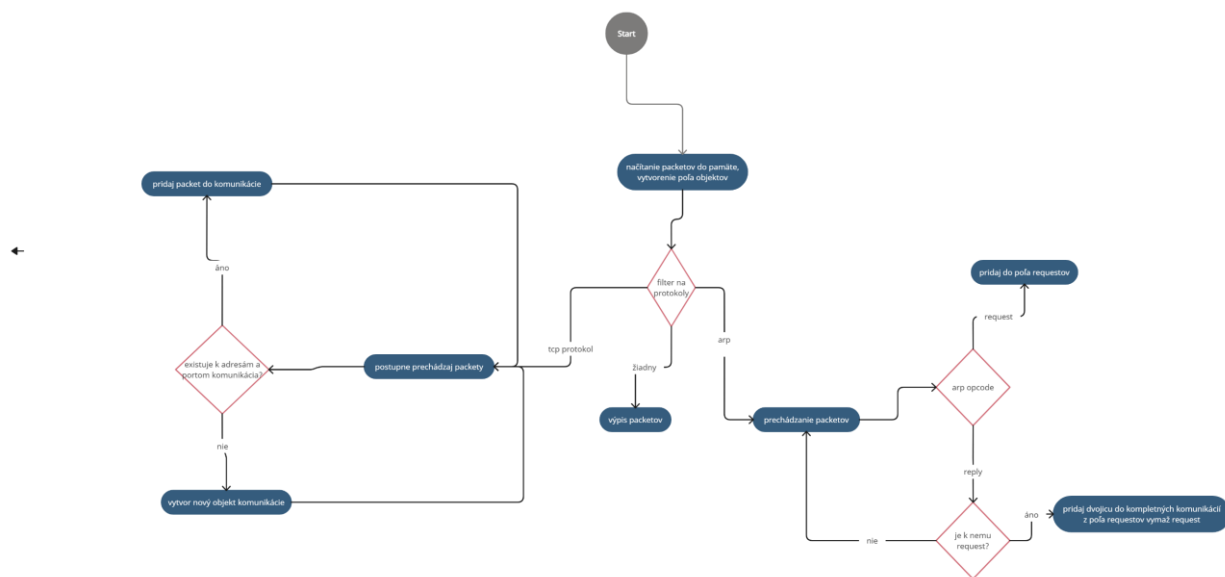 Start
načítanie packetov do pamäte,
vytvorenie poľa objektov
pridaj packet do komunikácie
áno
filter na
protokoly
pridaj do poľa requestov
request
arp
tcp protokol
existuje k adresám a
portom komunikácia?
postupne prechádzaj packety
žiadny
arp opcode
výpis packetov
prechádzanie packetov
nie
reply
vytvor nový objekt komunikácie
áno
pridaj dvojicu do kompletných komunikácií
z poľa requestov vymaž request
nie
je k nemu
request?